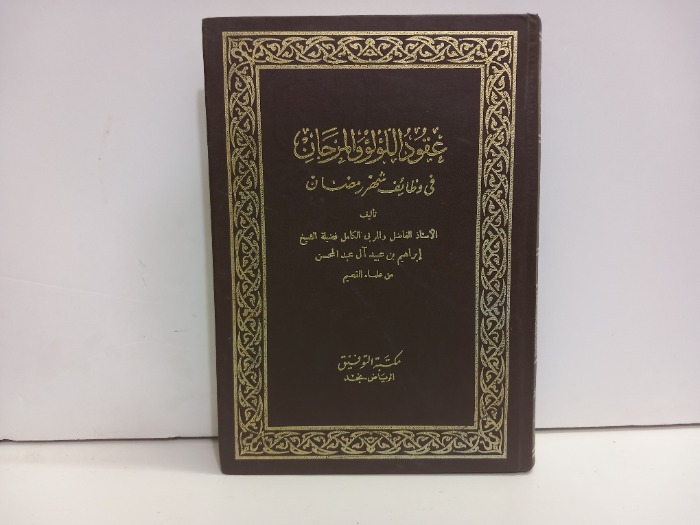 عقود اللؤلؤ والمرجان
في وظائف شهر رمضان
تأليف
الأستاذ الفاضل والمربى الكامل فضيلة الشيخ
إبراهيم بن عبيد آل عبد المحسن
من علماء القصيم
مكتبة التوفيق
الرياض - نجد